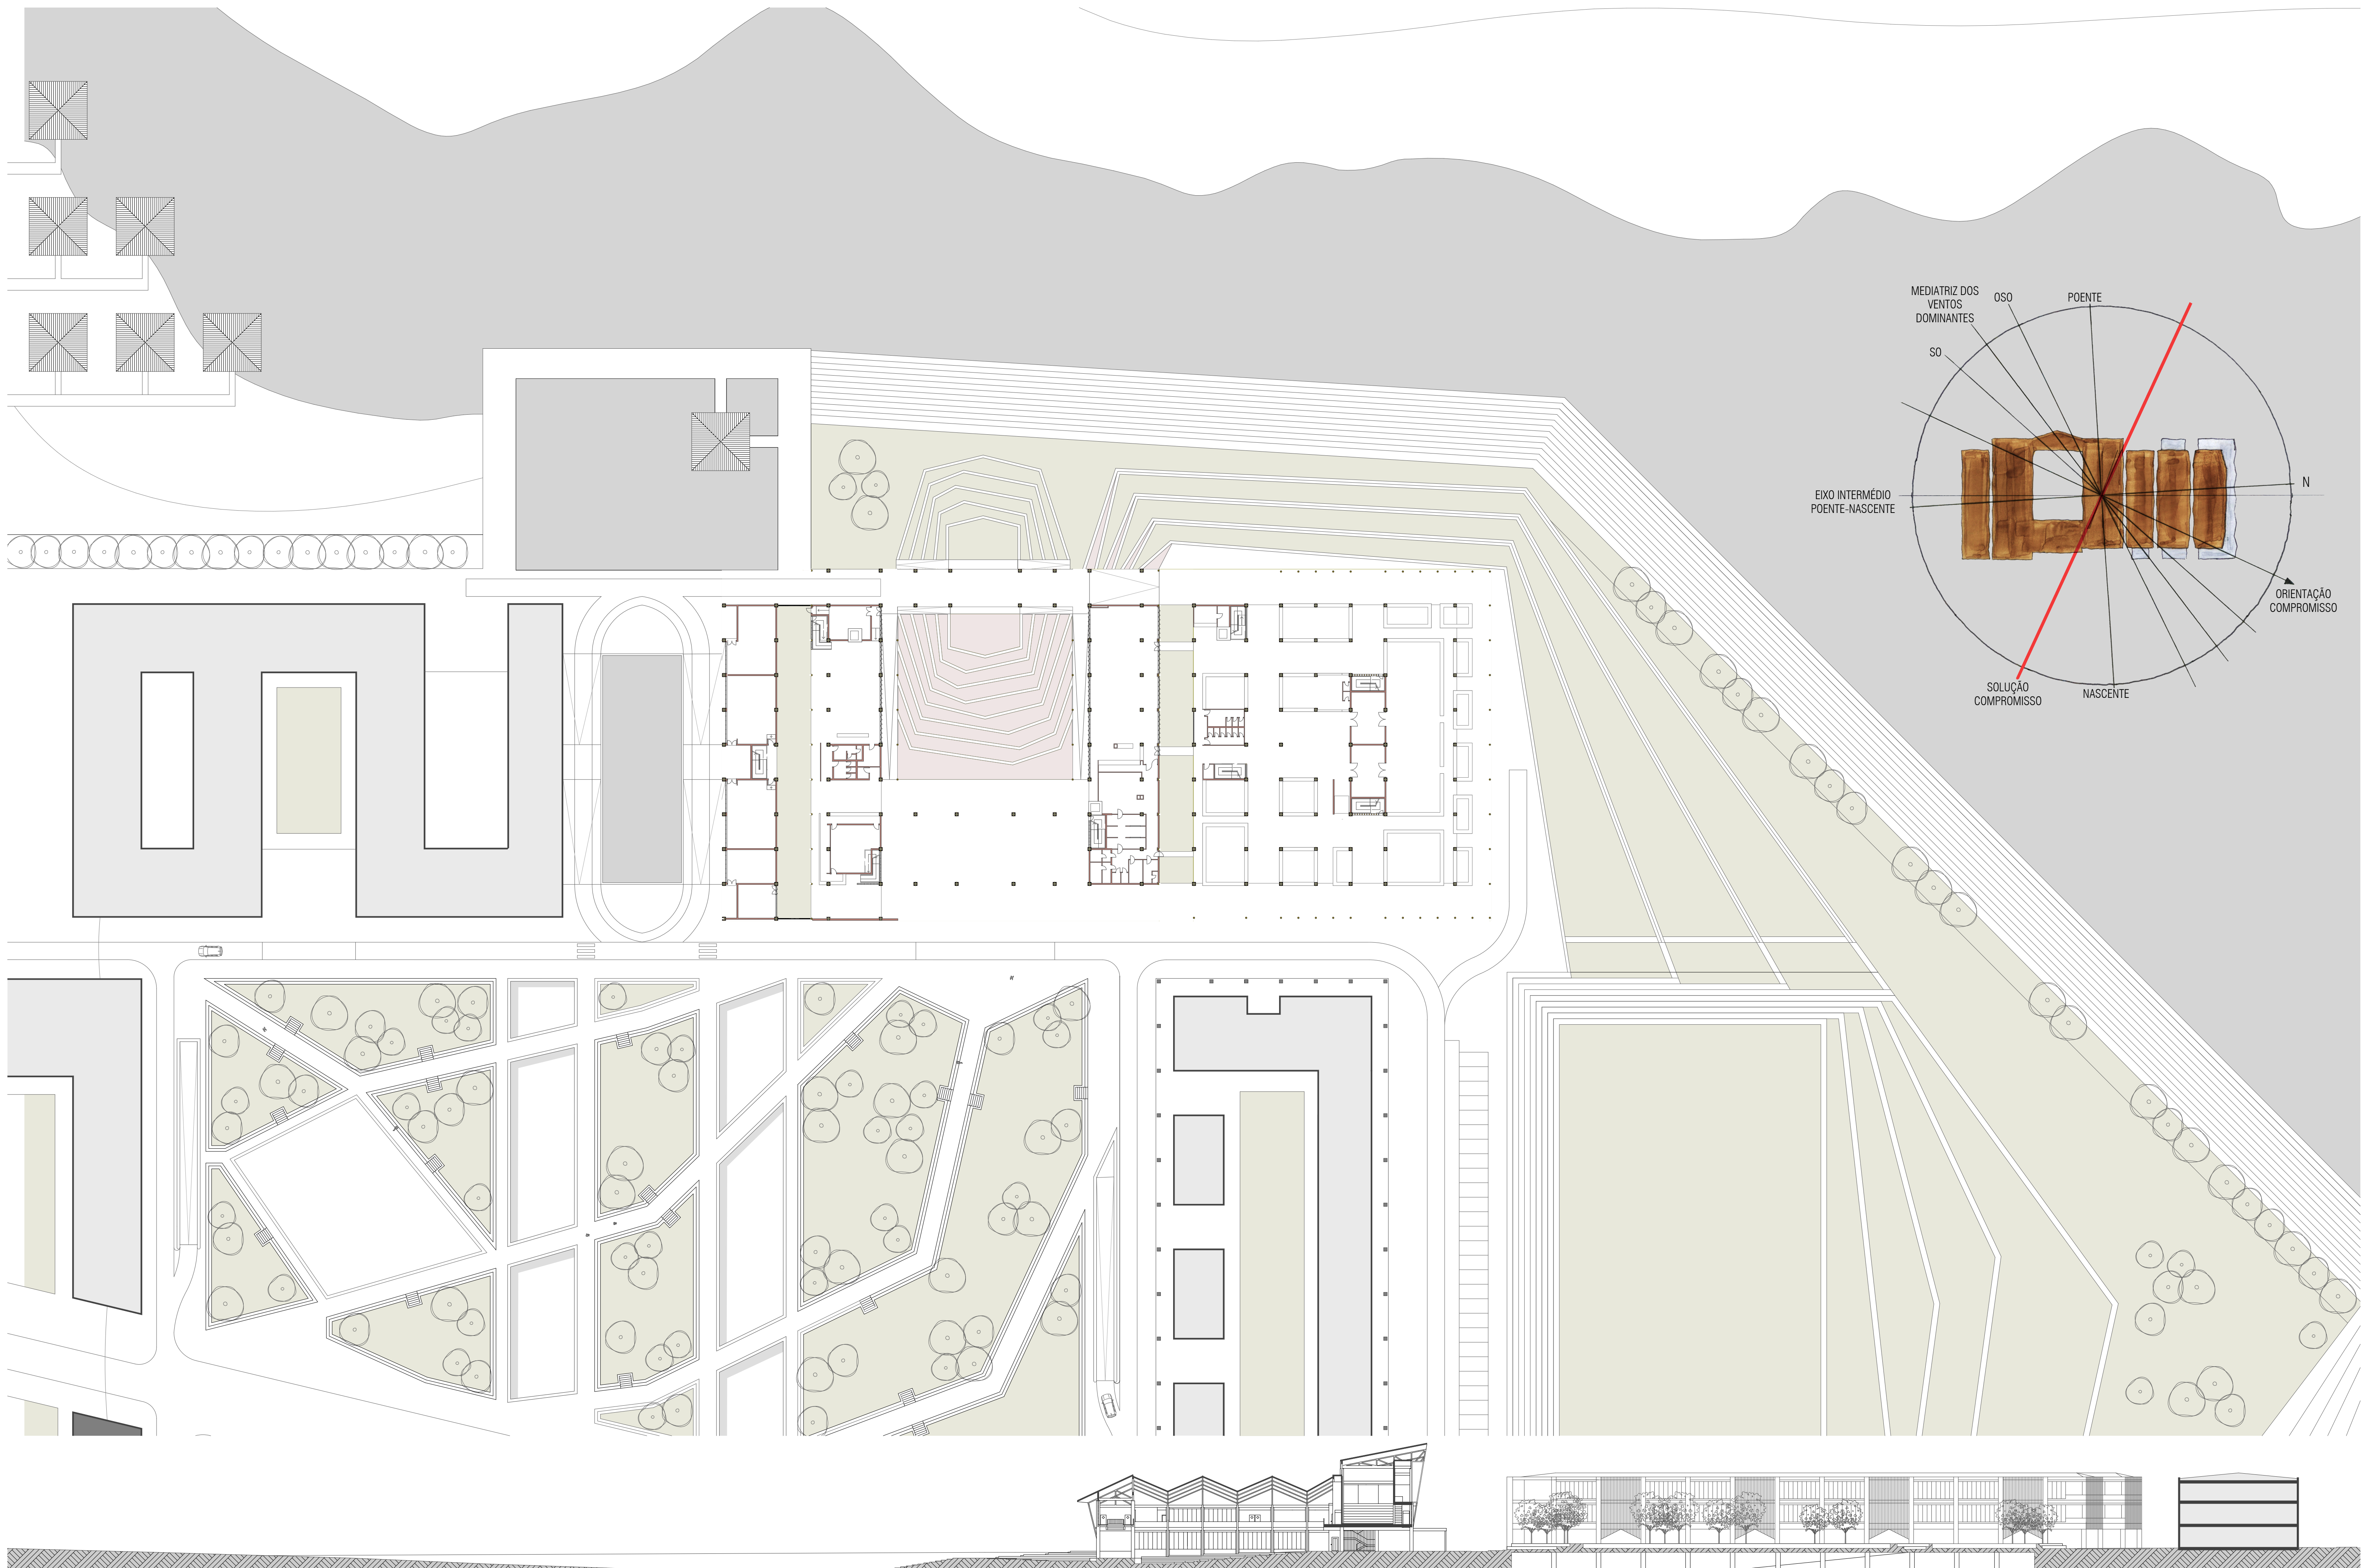 MEDIATRIZ DOS
VENTOS
DOMINANTES
OSO
POENTE
SO
EIXO INTERMÉDIO
POENTE-NASCENTE
N
ORIENTAÇÃO
COMPROMISSO
SOLUÇÃO
COMPROMISSO
NASCENTE